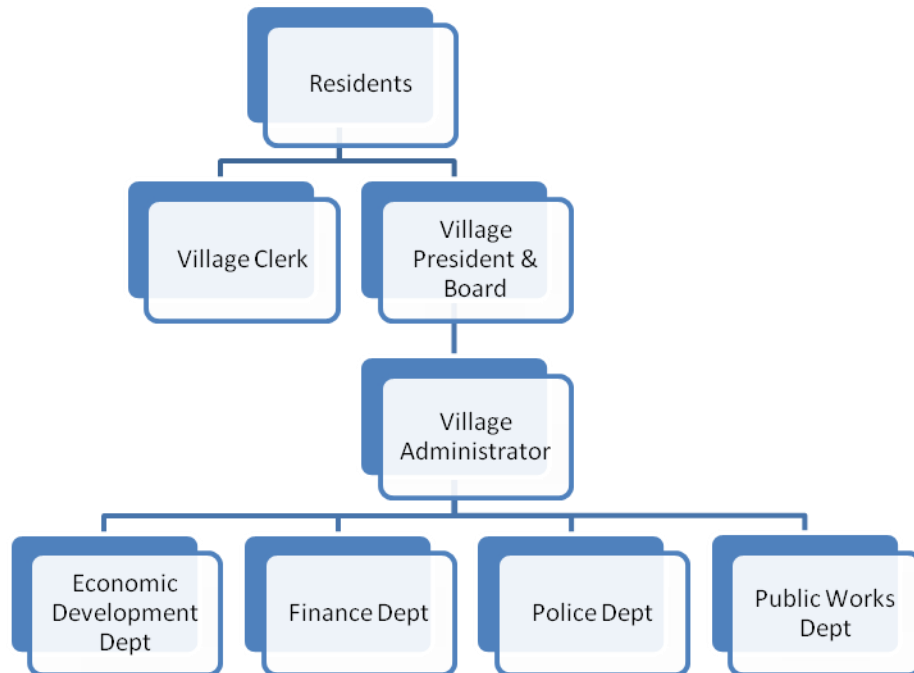 Residents
Village Clerk
Village
President &
Board
Village
Administrator
Economic
Development
Dept
Finance Dept
Police Dept
Public Works
Dept